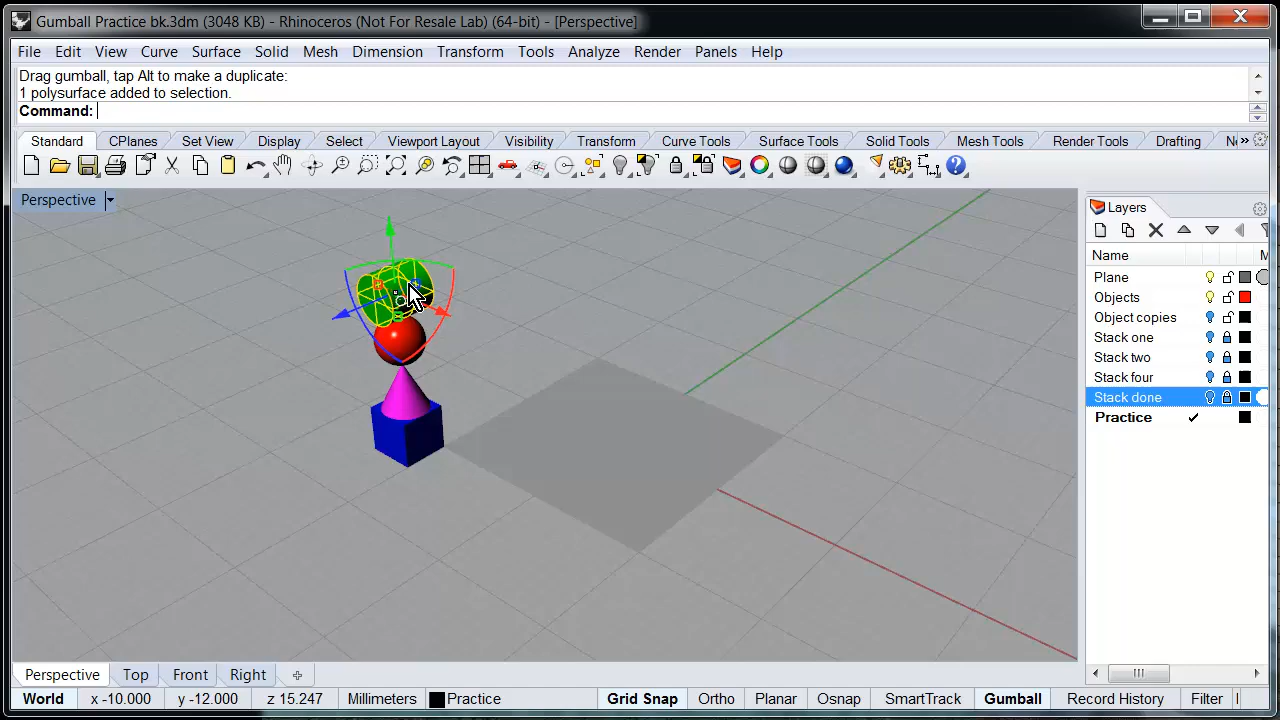 Gumball Practice bk.3dm (3048 KB) - Rhinoceros (Not For Resale Lab) (64-bit) - [Perspective]
File Edit View Curve Surface Solid Mesh Dimension Transform Tools Analyze Render Panels Help
Drag gumball, tap Alt to make a duplicate:
1 polysurface added to selection.
Command:
Standard CPlanes Set View Display Select Viewport Layout Visibility Transform Curve Tools Surface Tools Solid Tools Mesh Tools Render Tools Drafting
Perspective
Layers
Name M
Plane
Objects
Object copies
Stack one
Stack two
Stack four
Stack done
Practice
Perspective Top Front Right
World x -10.000 y -12.000 z 15.247 Millimeters Practice Grid Snap Ortho Planar Osnap SmartTrack Gumball Record History Filter